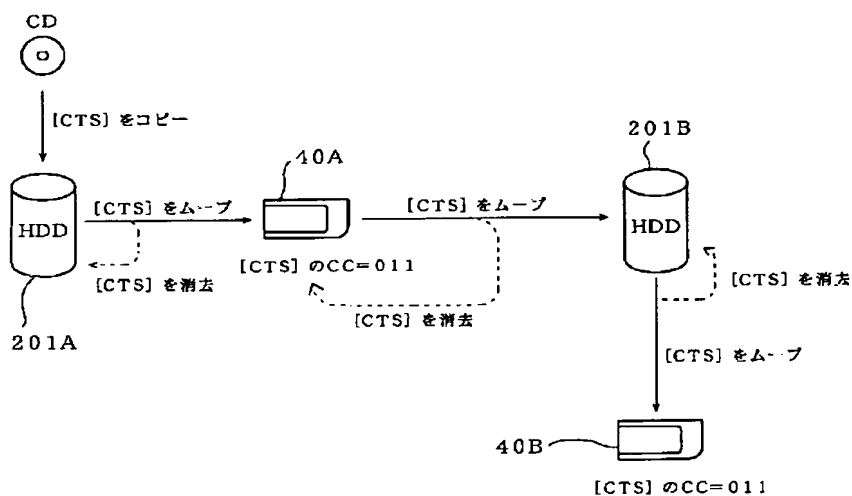 CD
[CTS]をコピー
201B
40A
[CTS]をムーブ
[CTS]をムーブ
HDD
HDD
[CTS]のCC=011
[CTS]を消去
[CTS]を消去
[CTS]を消去
201A
[CTS]をムーブ
40B
[CTS]のCC=011